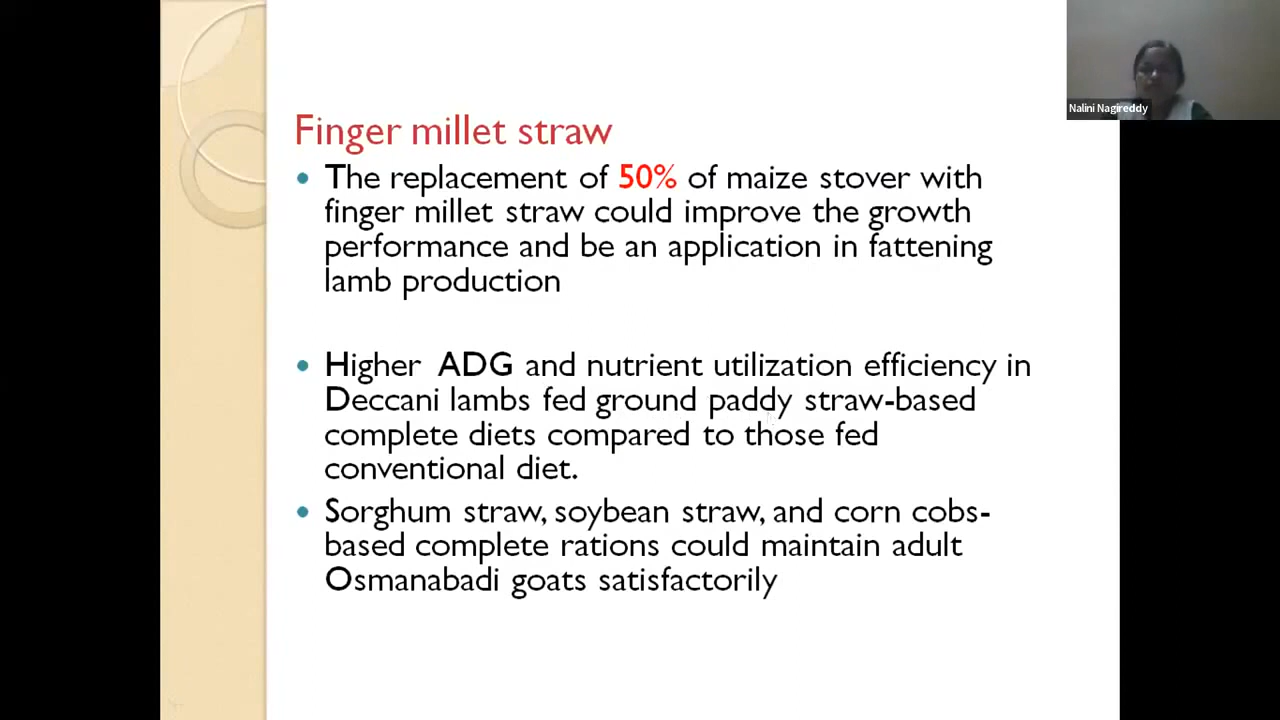 Nalini Nagireddy
Finger millet straw
The replacement of 50% of maize stover with
finger millet straw could improve the growth
performance and be an application in fattening
lamb production
Higher ADG and nutrient utilization efficiency in
Deccani lambs fed ground paddy straw-based
complete diets compared to those fed
conventional diet.
Sorghum straw, soybean straw, and corn cobs-
based complete rations could maintain adult
Osmanabadi goats satisfactorily